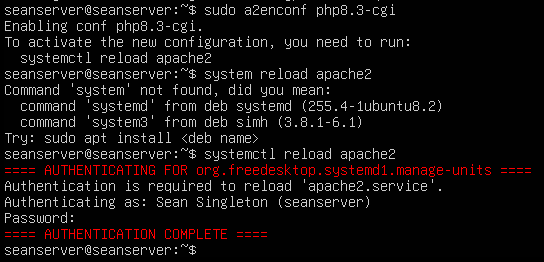 seanserver@seanserver:~$ sudo a2enconf php8.3-cgi
Enabling conf php8.3-cgi.
To activate the new configuration, you need to run:
  systemctl reload apache2
seanserver@seanserver:~$ system reload apache2
Command 'system' not found, did you mean:
  command 'systemd' from deb systemd (255.4-1ubuntu8.2)
  command 'system3' from deb simh (3.8.1-6.1)
Try: sudo apt install <deb name>
seanserver@seanserver:~$ systemctl reload apache2
==== AUTHENTICATING FOR org.freedesktop.systemd1.manage-units ====
Authentication is required to reload 'apache2.service'.
Authenticating as: Sean Singleton (seanserver)
Password:
==== AUTHENTICATION COMPLETE ====
seanserver@seanserver:~$